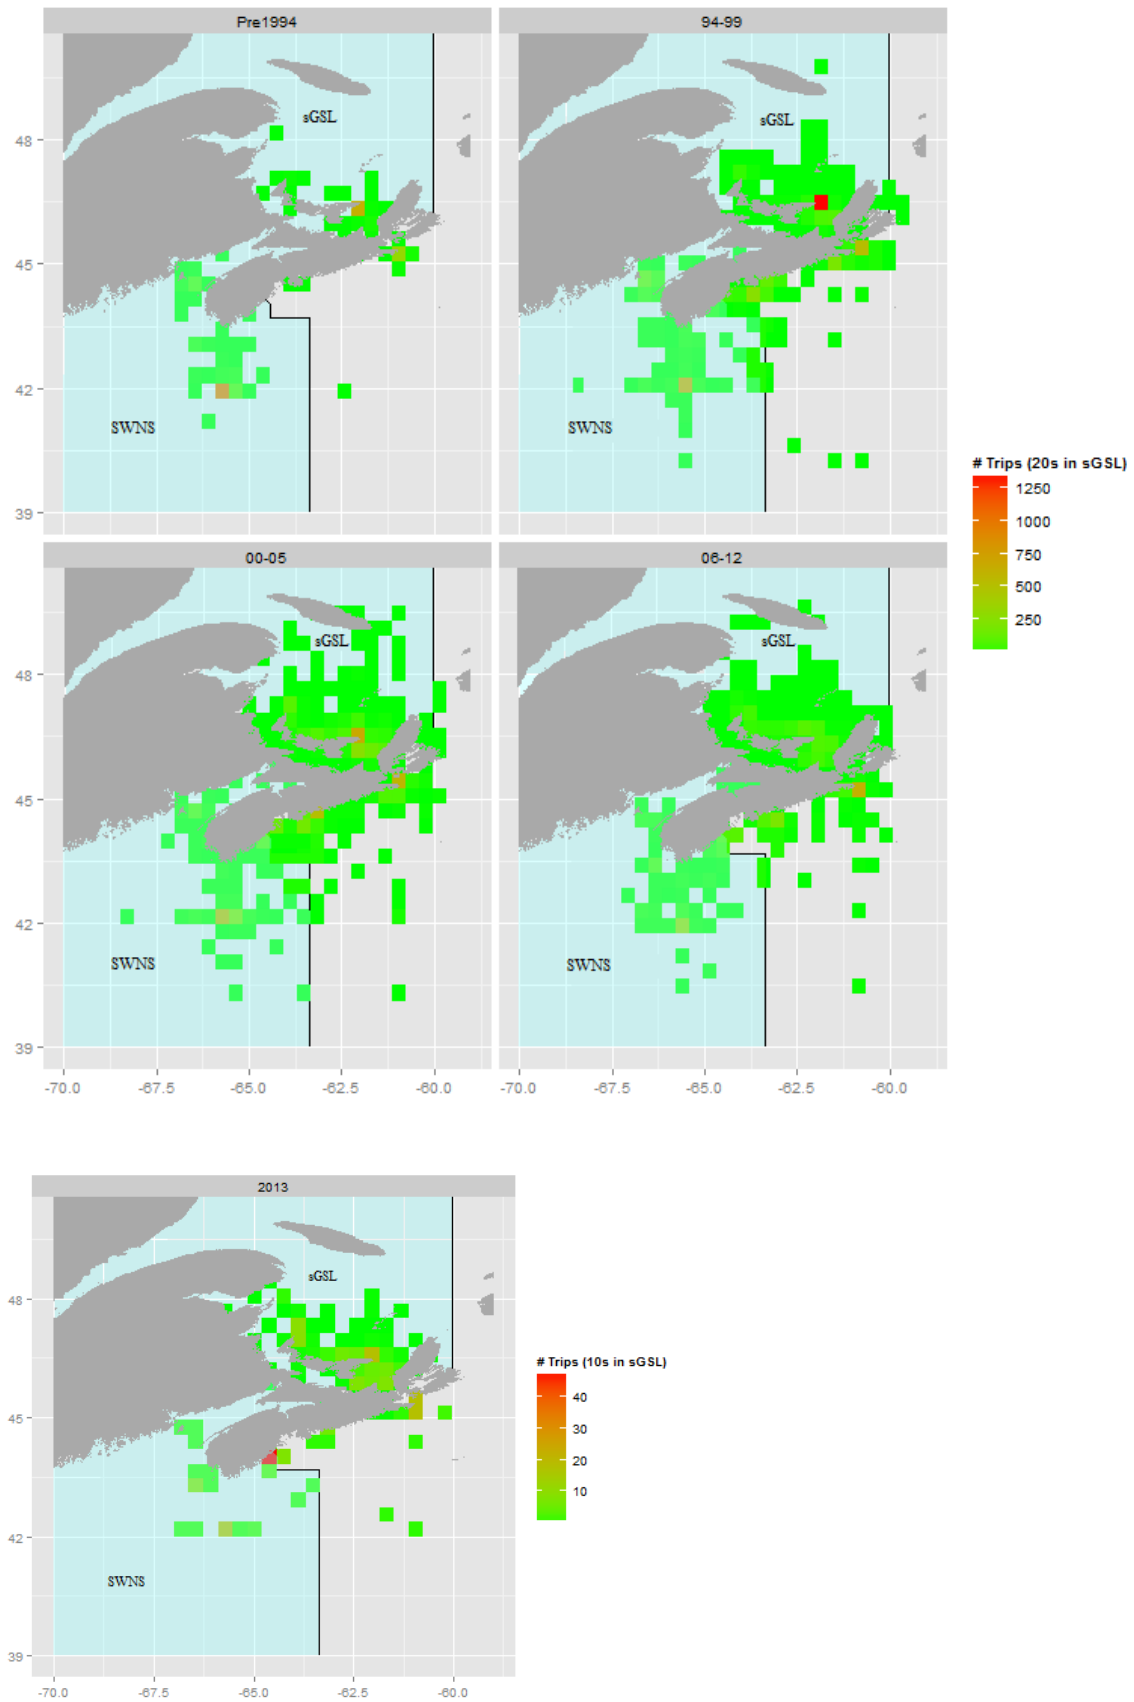 Pre1994
94-99
48
45
42
39
sGSL
SWNS
sGSL
SWNS
# Trips (20s in sGSL)
1250
1000
750
500
250
00-05
06-12
48
45
42
39
sGSL
SWNS
sGSL
SWNS
-70.0 -67.5 -65.0 -62.5 -60.0
-70.0 -67.5 -65.0 -62.5 -60.0
2013
48
45
42
39
sGSL
SWNS
# Trips (10s in sGSL)
40
30
20
10
-70.0 -67.5 -65.0 -62.5 -60.0